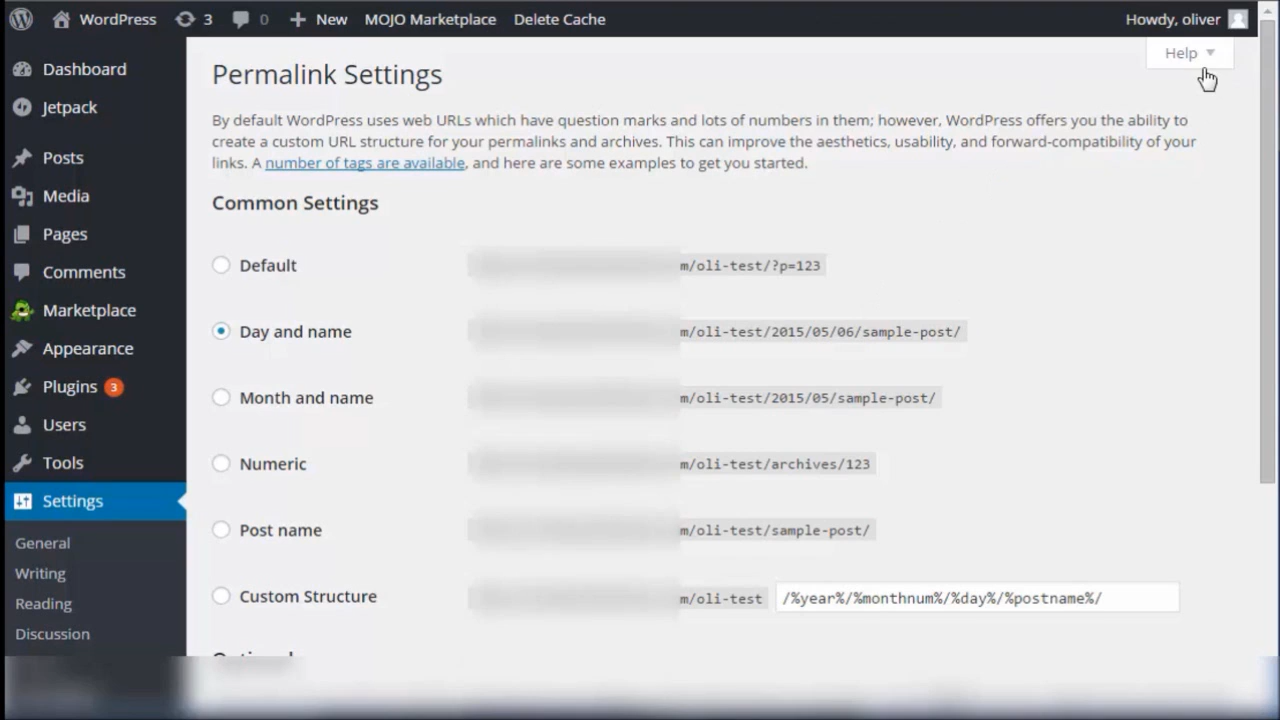 WordPress 3 0 New MOJO Marketplace Delete Cache Howdy, oliver
Help
Dashboard
Jetpack
Posts
Media
Pages
Comments
Marketplace
Appearance
Plugins 3
Users
Tools
Settings
General
Writing
Reading
Discussion
Permalink Settings
By default WordPress uses web URLs which have question marks and lots of numbers in them; however, WordPress offers you the ability to
create a custom URL structure for your permalinks and archives. This can improve the aesthetics, usability, and forward-compatibility of your
links. A number of tags are available, and here are some examples to get you started.
Common Settings
Default m/oli-test/?p=123
Day and name m/oli-test/2015/05/06/sample-post/
Month and name m/oli-test/2015/05/sample-post/
Numeric m/oli-test/archives/123
Post name m/oli-test/sample-post/
Custom Structure m/oli-test /%year%/%monthnum%/%day%/%postname%/